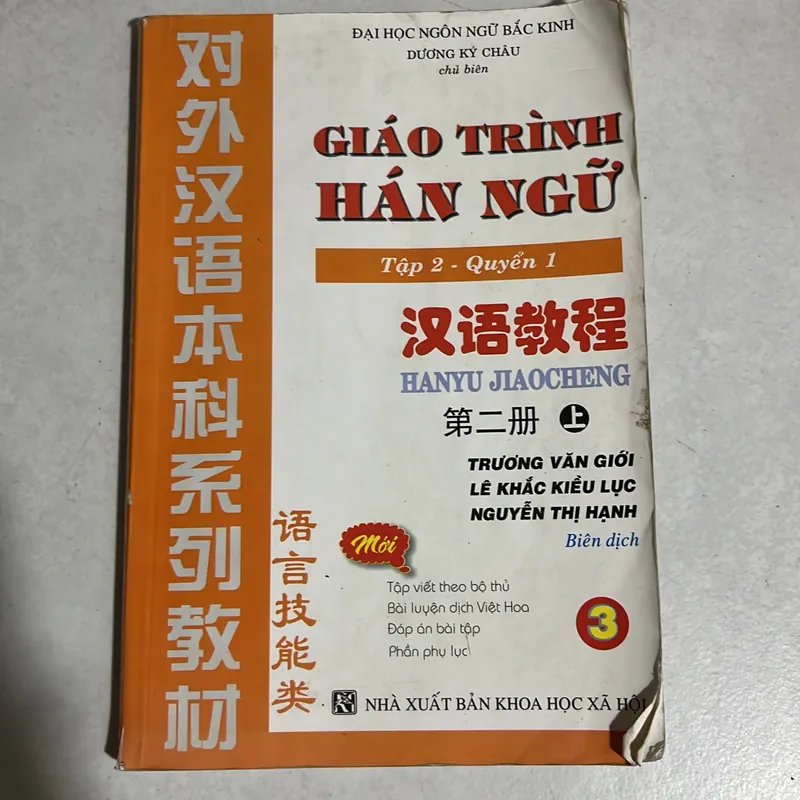 对外汉语本科系列教材
ĐẠI HỌC NGÔN NGỮ BẮC KINH
DƯƠNG KÝ CHÂU
chủ biên
GIÁO TRÌNH
HÁN NGỮ
Tập 2 - Quyển 1
汉语教程
HANYU JIAOCHENG
第二册 上
TRƯƠNG VĂN GIỚI
LÊ KHẮC KIỀU LỤC
NGUYỄN THỊ HẠNH
Biên dịch
语言技能类
Mới
Tập viết theo bộ thủ
Bài luyện dịch Việt Hoa
Đáp án bài tập
Phần phụ lục
3
NHÀ XUẤT BẢN KHOA HỌC XÃ HỘI